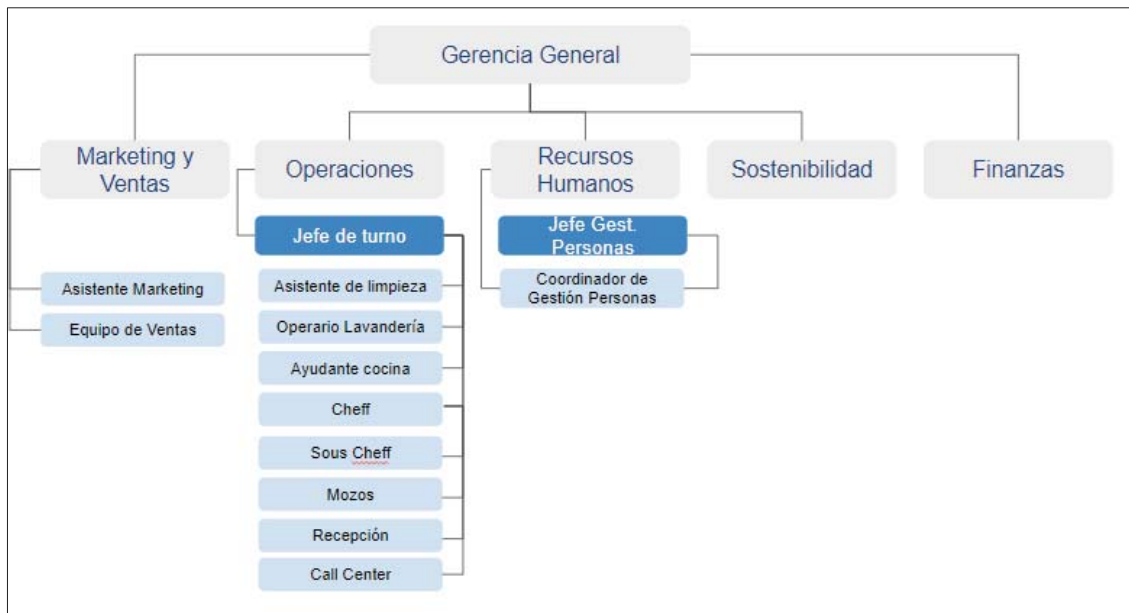 Gerencia General
Marketing y
Ventas
Operaciones
Recursos
Humanos
Sostenibilidad
Finanzas
Jefe de turno
Jefe Gest.
Personas
Asistente Marketing
Equipo de Ventas
Asistente de limpieza
Operario Lavandería
Ayudante cocina
Cheff
Sous Cheff
Mozos
Recepción
Call Center
Coordinador de
Gestión Personas